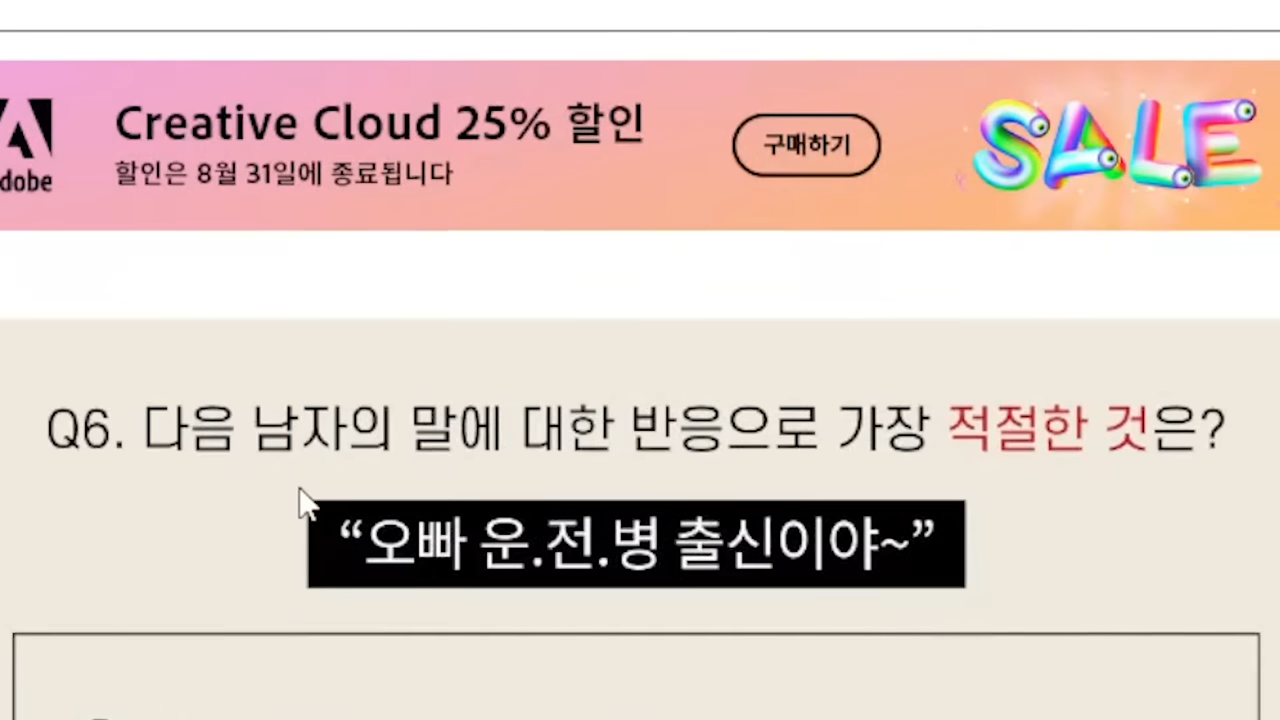 Creative Cloud 25% 할인
할인은 8월 31일에 종료됩니다
구매하기
SALE
dobe
Q6. 다음 남자의 말에 대한 반응으로 가장 적절한 것은?
“오빠 운.전.병 출신이야~”